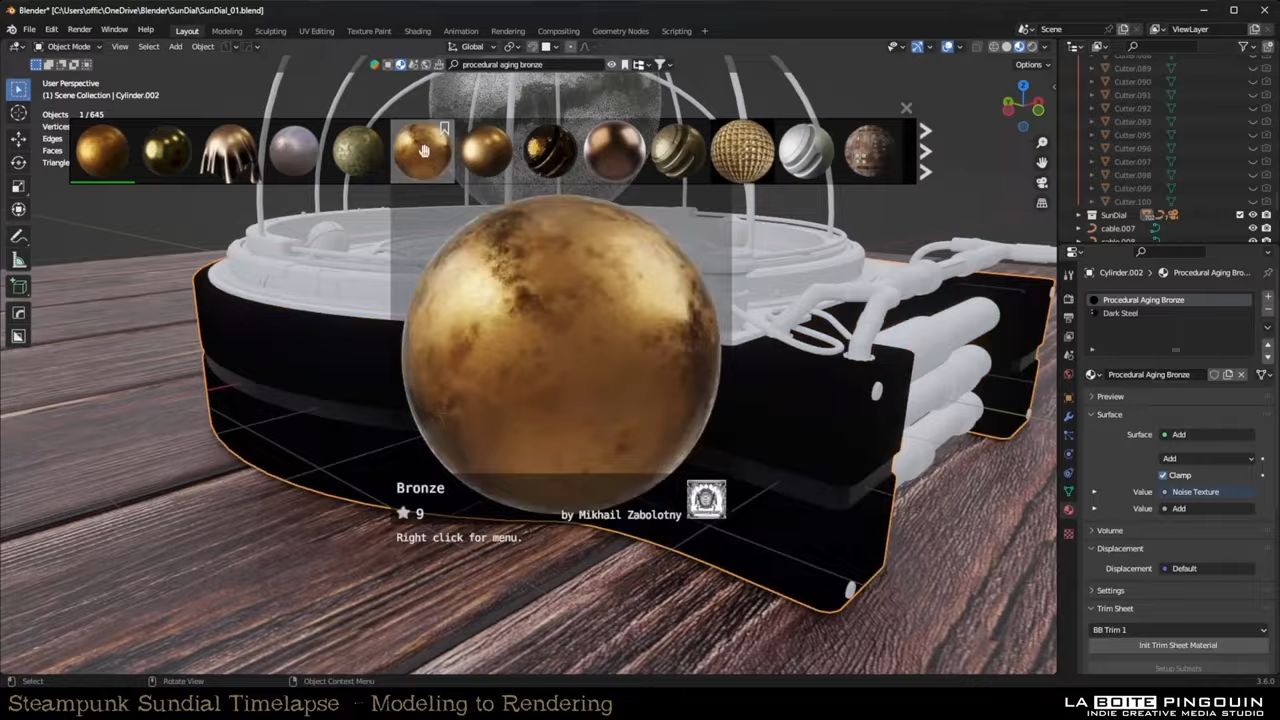 Blender* [C:\Users\offic\OneDrive\Blender\SunDial\SunDial_01.blend]
File Edit Render Window Help Layout Modeling Sculpting UV Editing Texture Paint Shading Animation Rendering Compositing Geometry Nodes Scripting + Scene ViewLayer
Object Mode View Select Add Object Global
procedural aging bronze Options
User Perspective
(1) Scene Collection | Cylinder.002
Objects 1/645
Vertices
Edges
Faces
Triangle
Z
Cutter.090
Cutter.091
Cutter.092
Cutter.093
Cutter.095
Cutter.096
Cutter.097
Cutter.098
Cutter.099
Cutter.100
SunDial
cable.007
Cylinder.002 > Procedural Aging Bro...
Procedural Aging Bronze
Dark Steel
Procedural Aging Bronze
Preview
Surface
Surface Add
Add
Clamp
Value Noise Texture
Value Add
Volume
Displacement
Displacement Default
Settings
Trim Sheet
BB Trim 1
Init Trim Sheet Material
Setup Subsets
Bronze
9
by Mikhail Zabolotny
Right click for menu.
Select Rotate View Object Context Menu 3.6.0
Steampunk Sundial Timelapse - Modeling to Rendering
LA BOITE PINGOUIN
INDIE CREATIVE MEDIA STUDIO